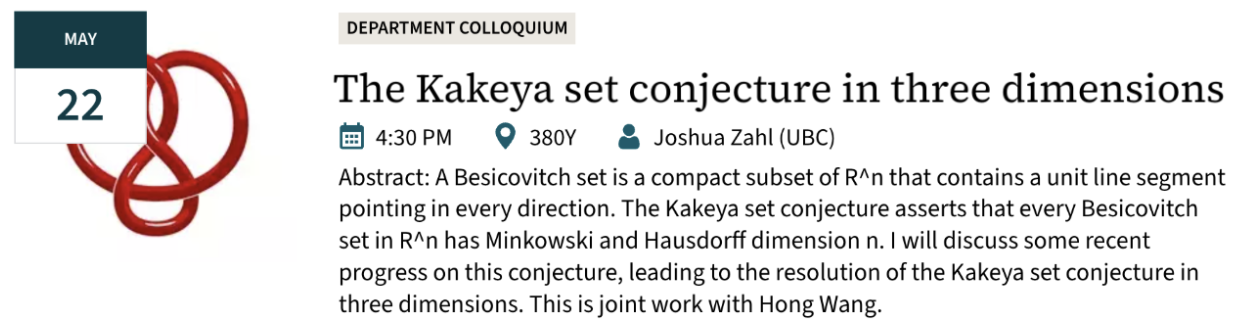 MAY
22
DEPARTMENT COLLOQUIUM
The Kakeya set conjecture in three dimensions
4:30 PM 380Y Joshua Zahl (UBC)
Abstract: A Besicovitch set is a compact subset of R^n that contains a unit line segment
pointing in every direction. The Kakeya set conjecture asserts that every Besicovitch
set in R^n has Minkowski and Hausdorff dimension n. I will discuss some recent
progress on this conjecture, leading to the resolution of the Kakeya set conjecture in
three dimensions. This is joint work with Hong Wang.